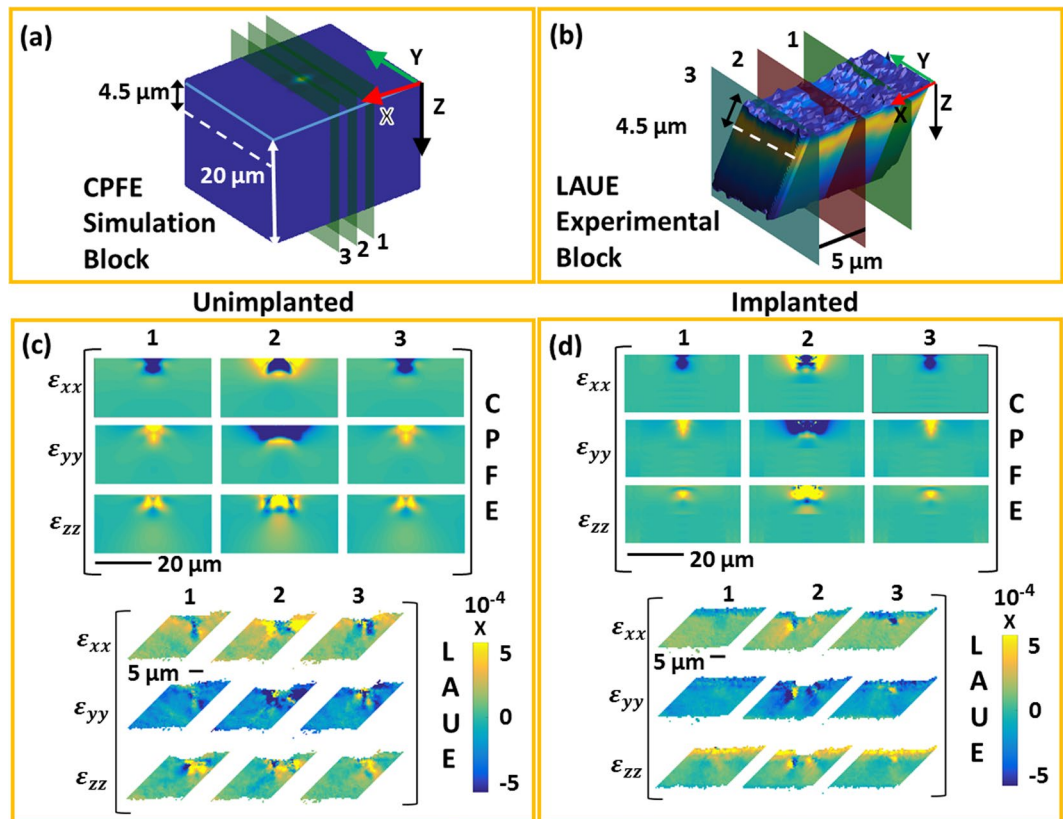 (a)
Y
X
Z
4.5 µm
20 µm
CPFE
Simulation
Block
3 2 1
(b)
1
2
3
Y
X
Z
4.5 µm
LAUE
Experimental
Block
5 µm
Unimplanted
Implanted
(c)
1 2 3
εxx
εyy
εzz
C
P
F
E
20 µm
1 2 3
εxx
5 µm
εyy
εzz
L
A
U
E
10-4
X
5
0
-5
(d)
1 2 3
εxx
εyy
εzz
C
P
F
E
20 µm
1 2 3
εxx
5 µm
εyy
εzz
L
A
U
E
10-4
X
5
0
-5